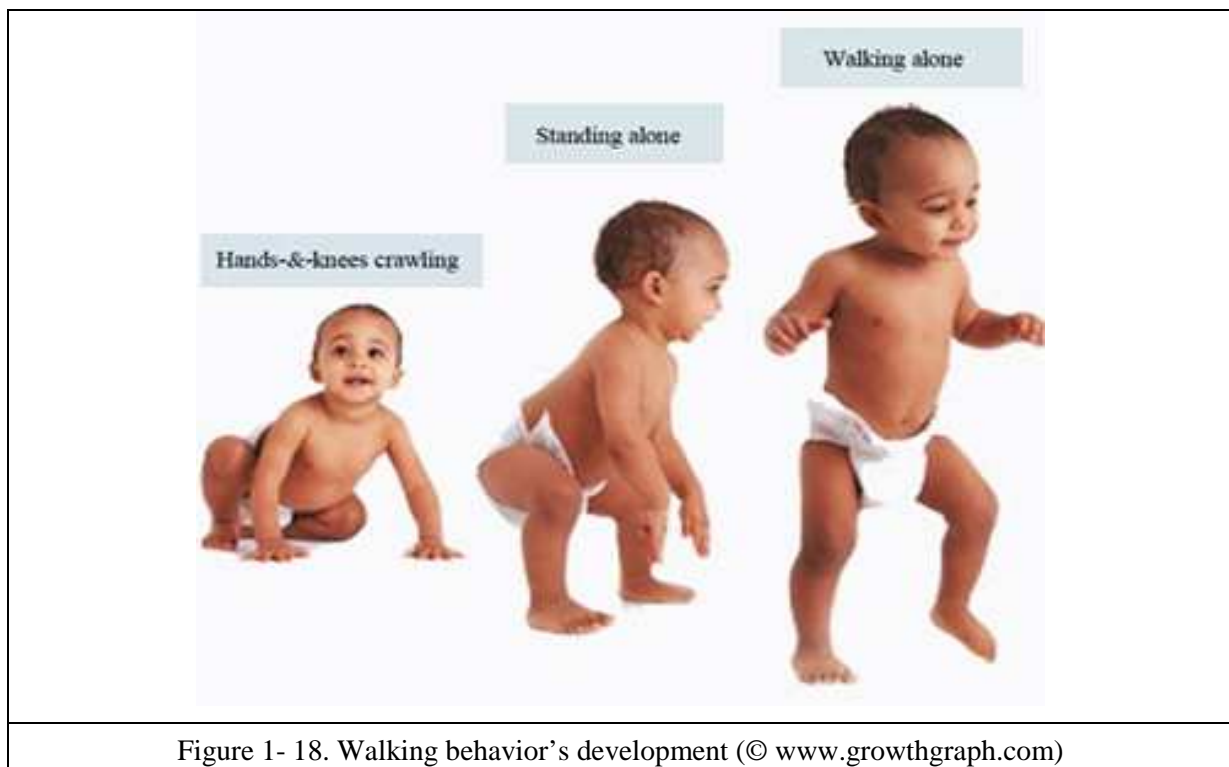 Walking alone
Standing alone
Hands-&-knees crawling
Figure 1- 18. Walking behavior's development (© www.growthgraph.com)